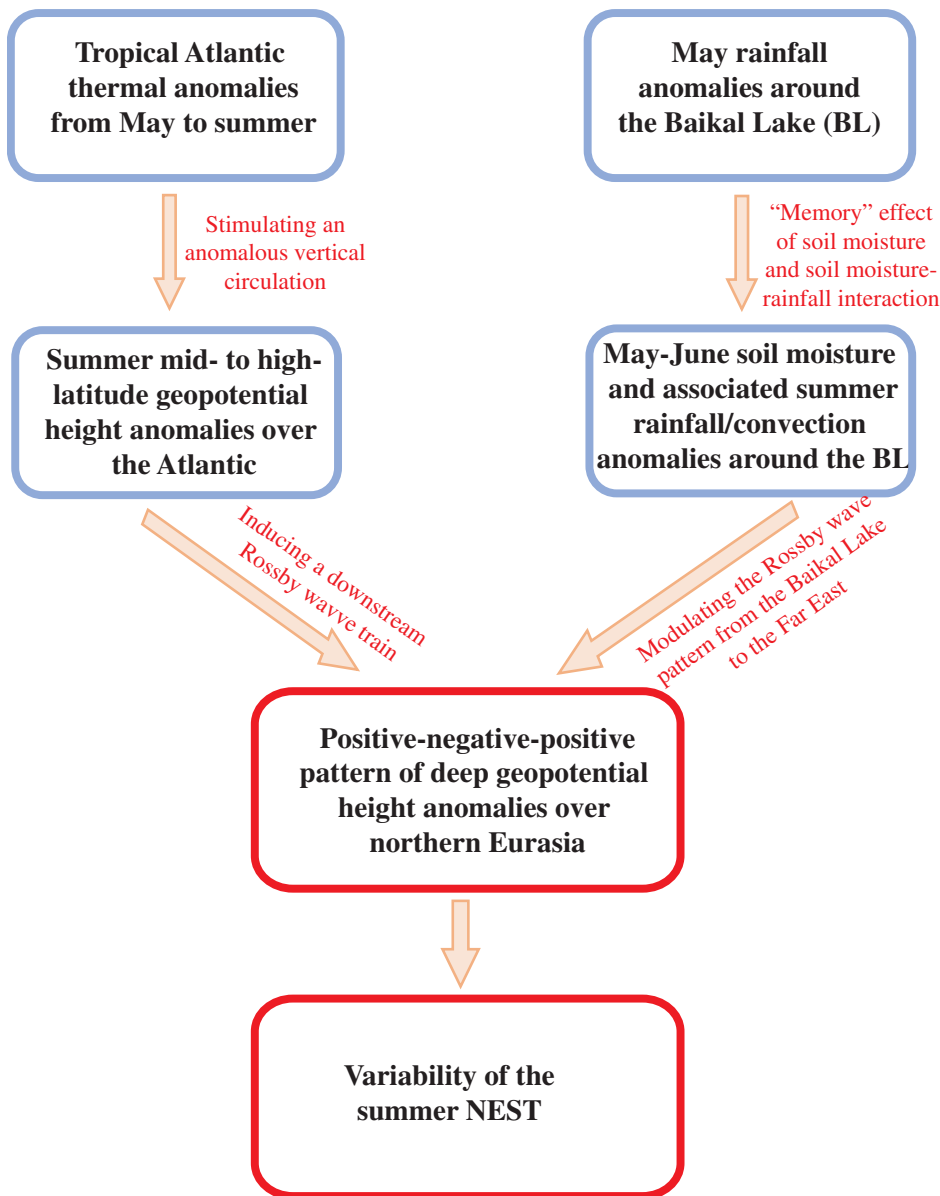 Tropical Atlantic
thermal anomalies
from May to summer
May rainfall
anomalies around
the Baikal Lake (BL)
Stimulating an
anomalous vertical
circulation
“Memory” effect
of soil moisture
and soil moisture-
rainfall interaction
Summer mid- to high-
latitude geopotential
height anomalies over
the Atlantic
May-June soil moisture
and associated summer
rainfall/convection
anomalies around the BL
Inducing a downstream
Rossby wavve train
Modulating the Rossby wave
pattern from the Baikal Lake
to the Far East
Positive-negative-positive
pattern of deep geopotential
height anomalies over
northern Eurasia
Variability of the
summer NEST